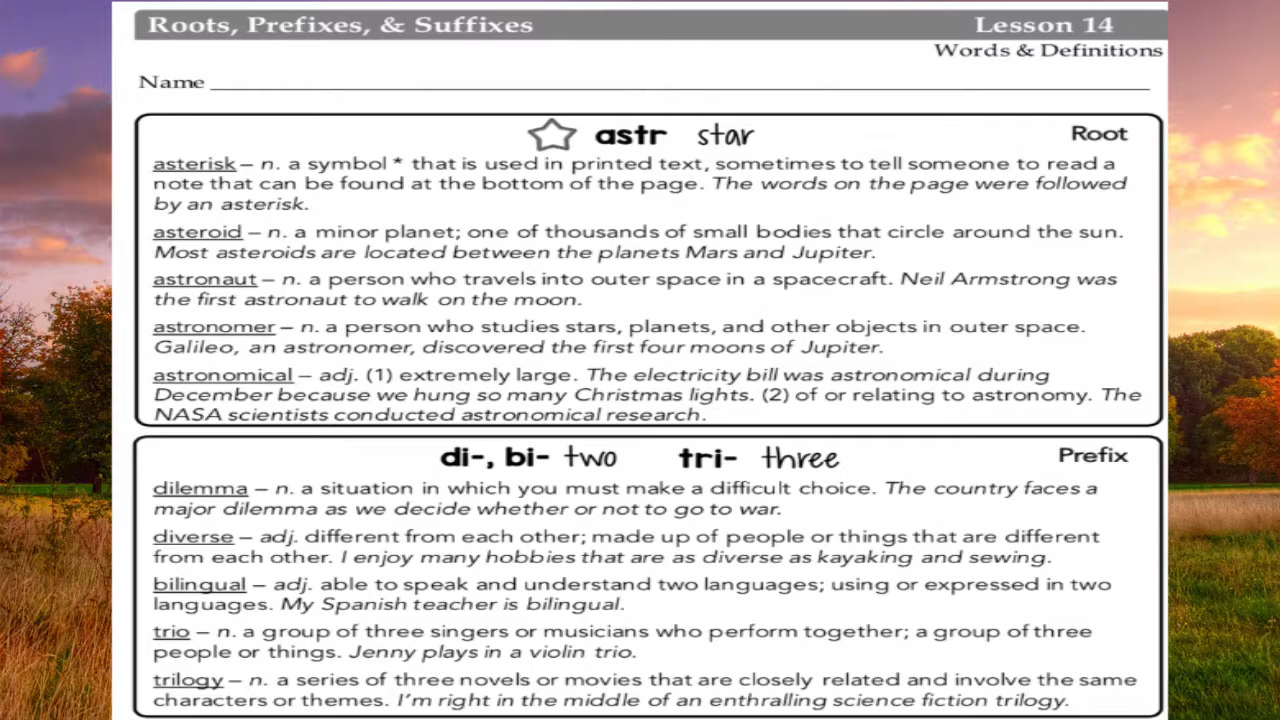 Roots, Prefixes, & Suffixes Lesson 14
Words & Definitions
Name
astr star Root
asterisk – n. a symbol * that is used in printed text, sometimes to tell someone to read a
note that can be found at the bottom of the page. The words on the page were followed
by an asterisk.
asteroid – n. a minor planet; one of thousands of small bodies that circle around the sun.
Most asteroids are located between the planets Mars and Jupiter.
astronaut – n. a person who travels into outer space in a spacecraft. Neil Armstrong was
the first astronaut to walk on the moon.
astronomer – n. a person who studies stars, planets, and other objects in outer space.
Galileo, an astronomer, discovered the first four moons of Jupiter.
astronomical – adj. (1) extremely large. The electricity bill was astronomical during
December because we hung so many Christmas lights. (2) of or relating to astronomy. The
NASA scientists conducted astronomical research.
di-, bi- two tri- three Prefix
dilemma – n. a situation in which you must make a difficult choice. The country faces a
major dilemma as we decide whether or not to go to war.
diverse – adj. different from each other; made up of people or things that are different
from each other. I enjoy many hobbies that are as diverse as kayaking and sewing.
bilingual – adj. able to speak and understand two languages; using or expressed in two
languages. My Spanish teacher is bilingual.
trio – n. a group of three singers or musicians who perform together; a group of three
people or things. Jenny plays in a violin trio.
trilogy – n. a series of three novels or movies that are closely related and involve the same
characters or themes. I'm right in the middle of an enthralling science fiction trilogy.